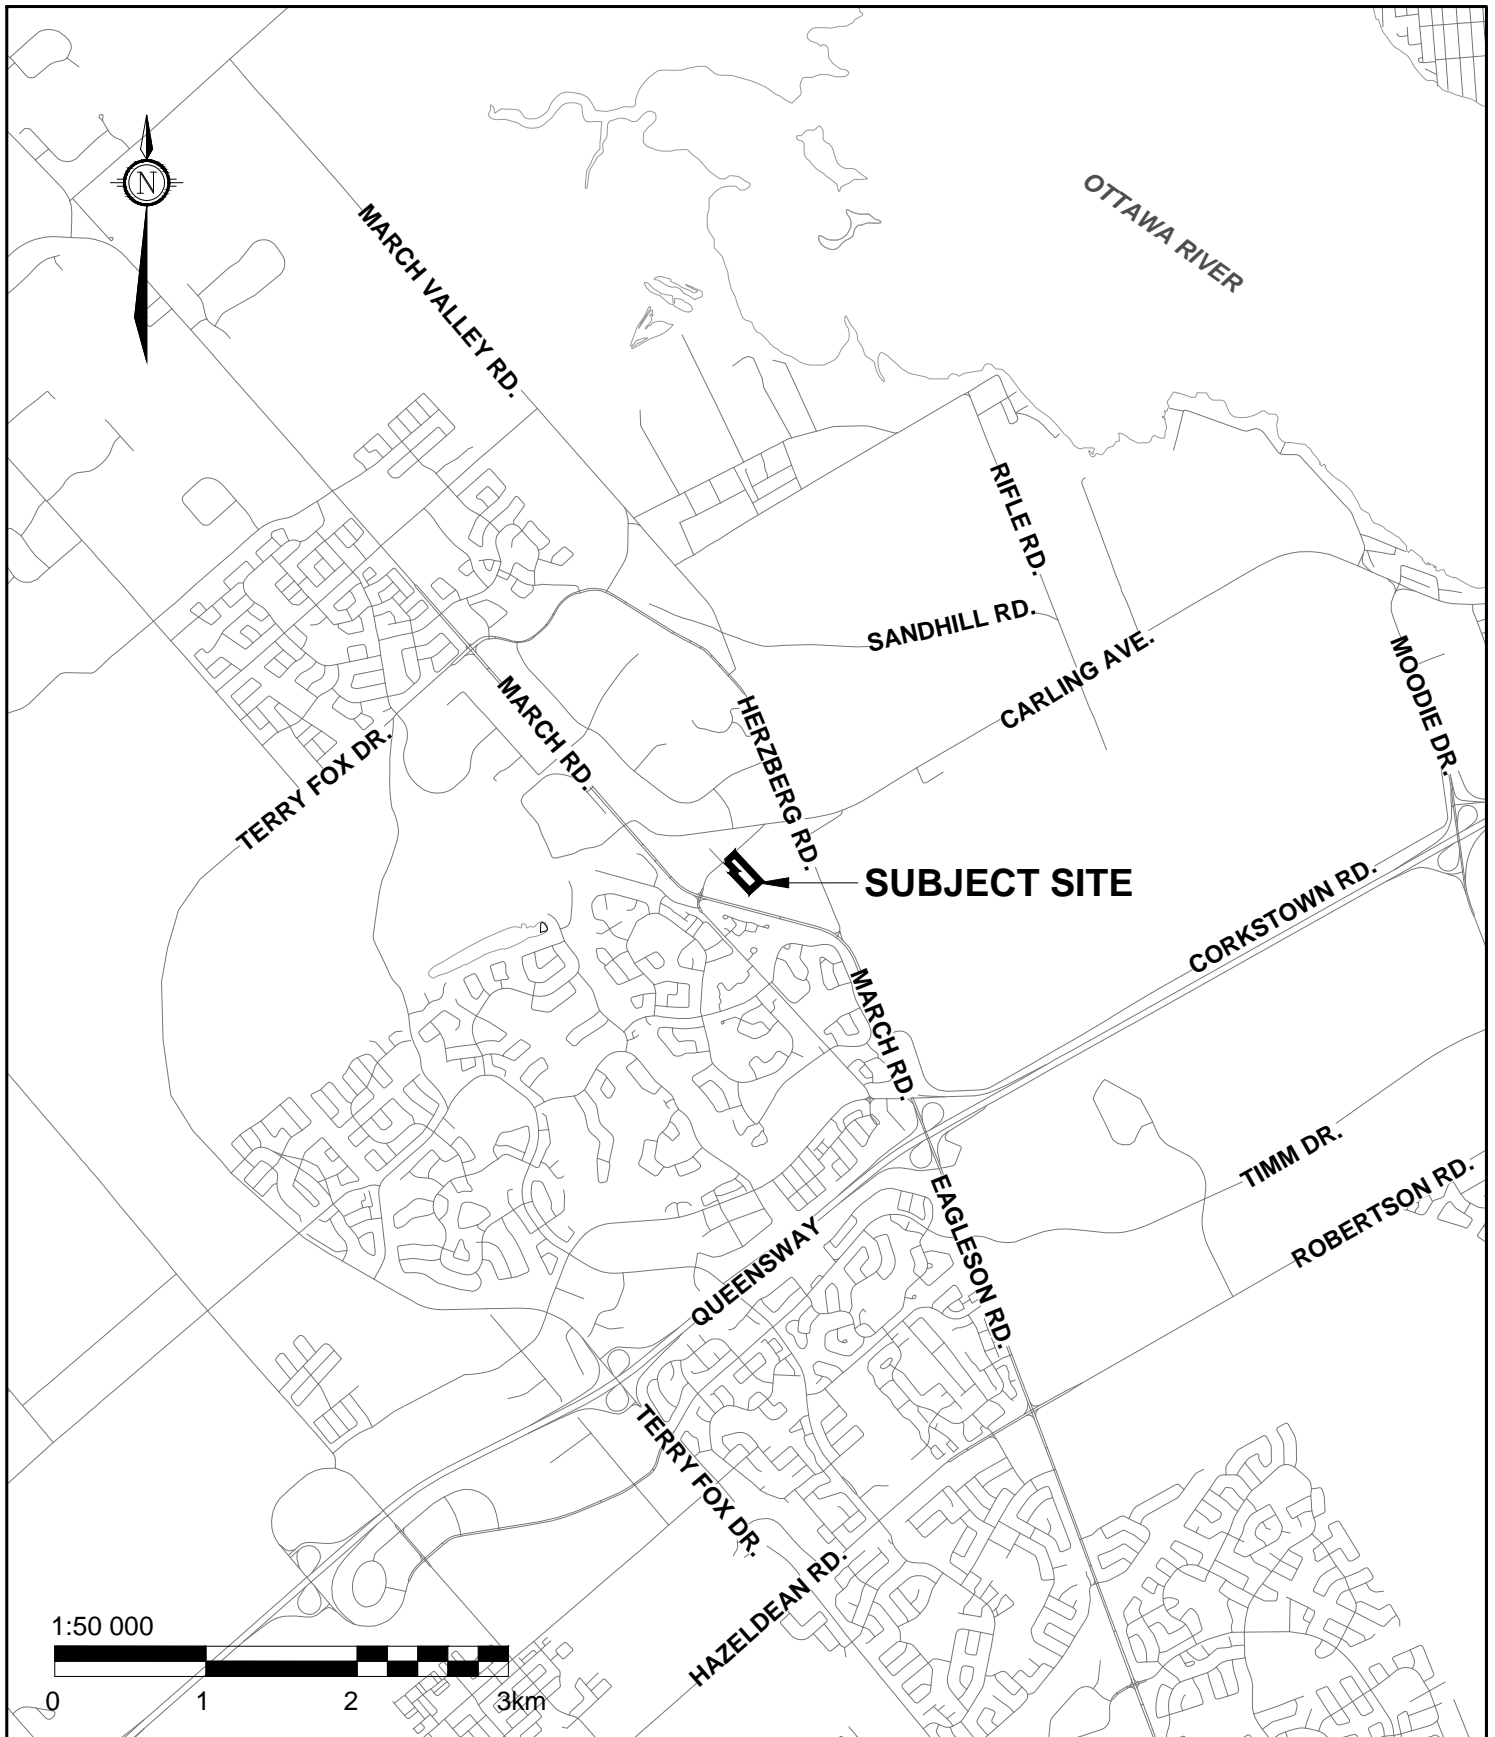 N
OTTAWA RIVER
MARCH VALLEY RD.
RIFLE RD.
SANDHILL RD.
CARLING AVE.
MOODIE DR.
MARCH RD.
HERZBERG RD.
TERRY FOX DR.
SUBJECT SITE
CORKSTOWN RD.
MARCH RD.
TIMM DR.
ROBERTSON RD.
EAGLESON RD.
QUEENSWAY
TERRY FOX DR.
HAZELDEAN RD.
1:50 000
0 1 2 3km